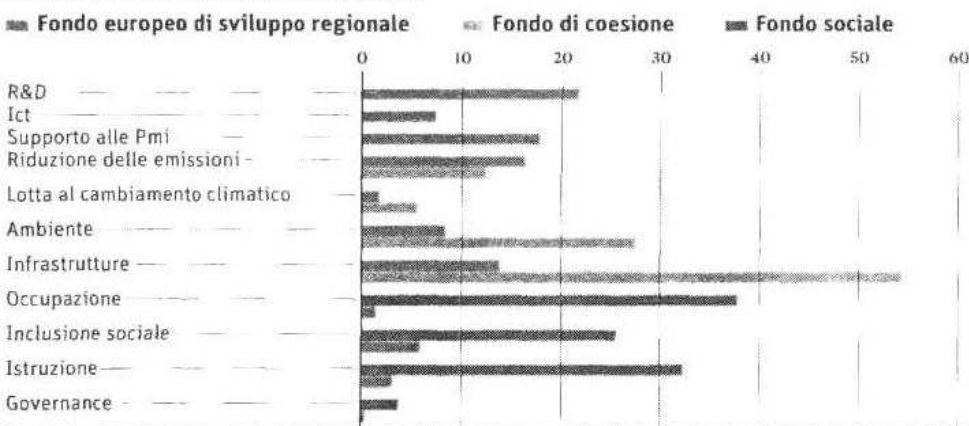 Fondo europeo di sviluppo regionale Fondo di coesione Fondo sociale
0 10 20 30 40 50 60
R&D
Ict
Supporto alle Pmi
Riduzione delle emissioni
Lotta al cambiamento climatico
Ambiente
Infrastrutture
Occupazione
Inclusione sociale
Istruzione
Governance